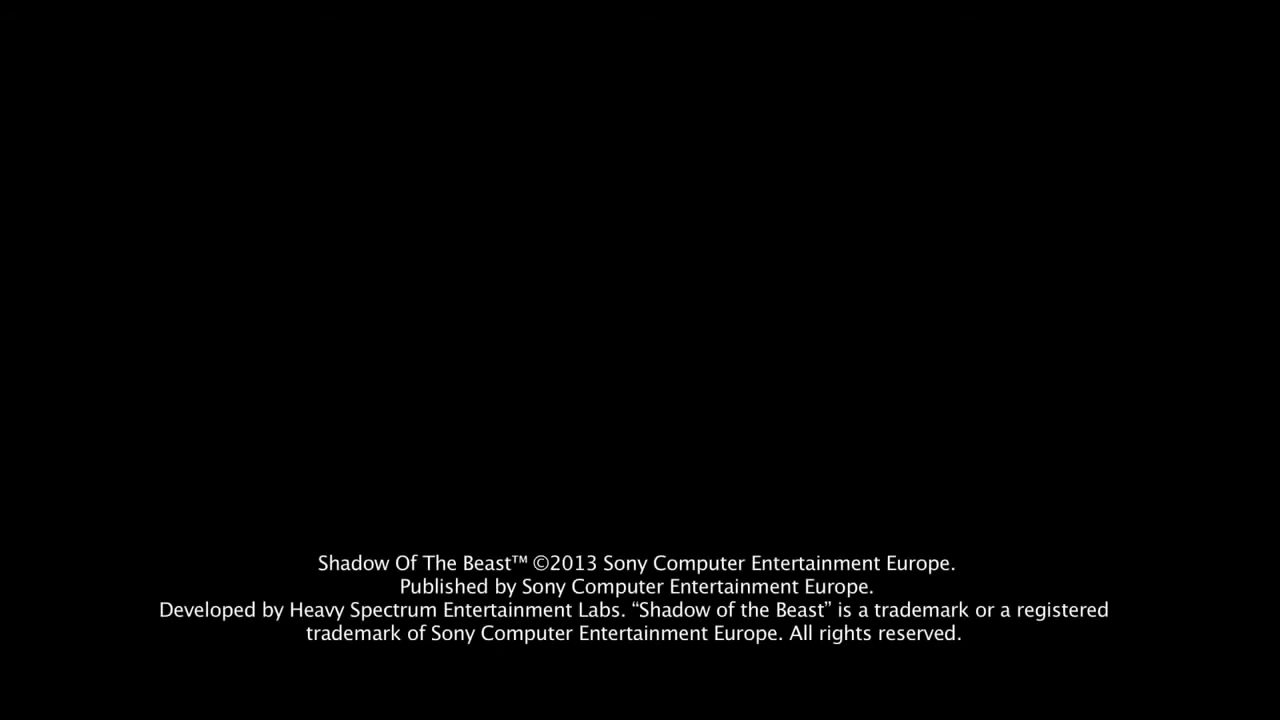 Shadow Of The Beast™ ©2013 Sony Computer Entertainment Europe.
Published by Sony Computer Entertainment Europe.
Developed by Heavy Spectrum Entertainment Labs. “Shadow of the Beast” is a trademark or a registered
trademark of Sony Computer Entertainment Europe. All rights reserved.